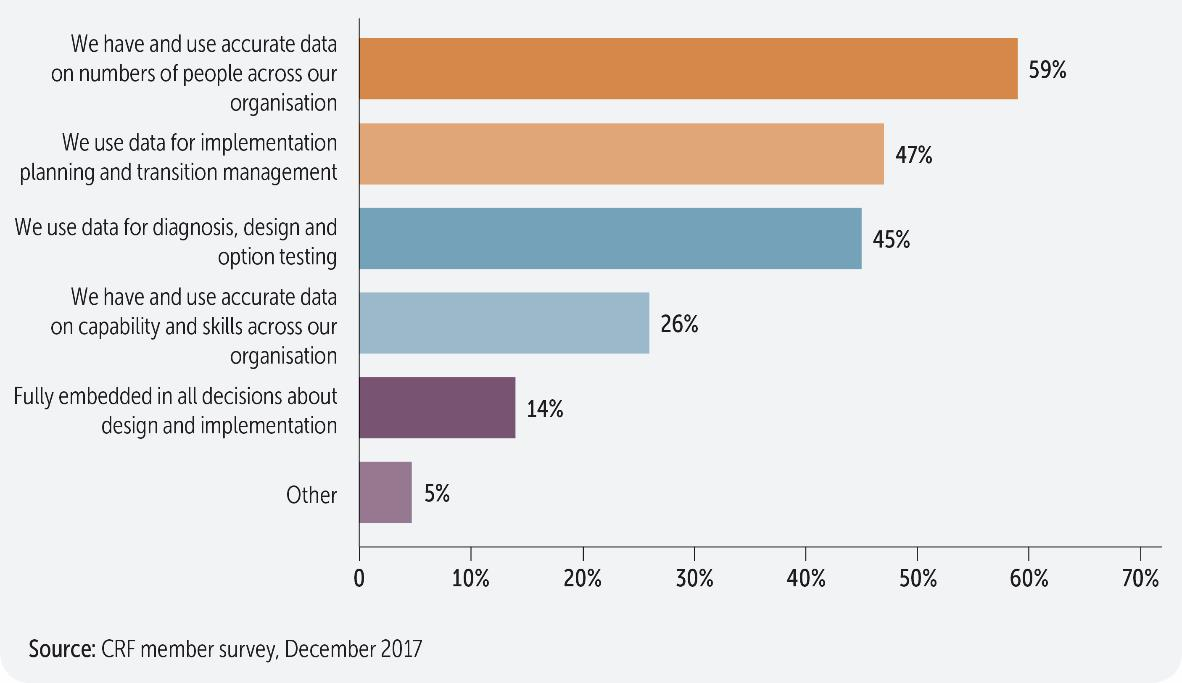 We have and use accurate data
on numbers of people across our
organisation
59%
We use data for implementation
planning and transition management
47%
We use data for diagnosis, design and
option testing
45%
We have and use accurate data
on capability and skills across our
organisation
26%
Fully embedded in all decisions about
design and implementation
14%
Other
5%
0 10% 20% 30% 40% 50% 60% 70%
Source: CRF member survey, December 2017